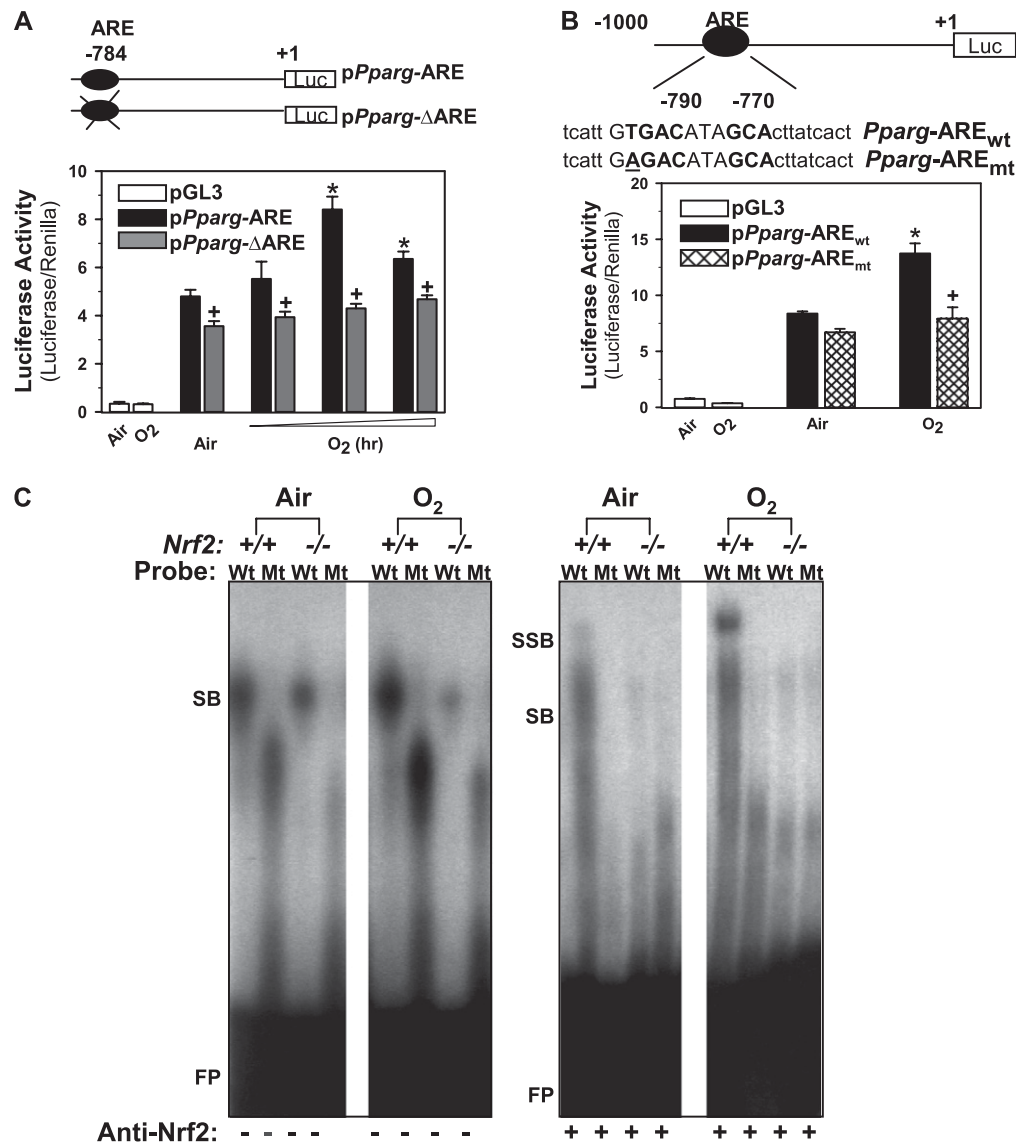 A
ARE
-784
+1
Luc
pPparg-ARE
Luc
pPparg-ΔARE
10
8
6
4
2
0
Luciferase Activity
(Luciferase/Renilla)
pGL3
pPparg-ARE
pPparg-ΔARE
*
*
+
+
+
+
Air
O2
Air
O2 (hr)
B
-1000
ARE
+1
Luc
-790
-770
tcatt GTGACATAGCActtatcact Pparg-AREwt
tcatt GAGACATAGCActtatcact Pparg-AREmt
20
15
10
5
0
Luciferase Activity
(Luciferase/Renilla)
pGL3
pPparg-AREwt
pPparg-AREmt
*
+
Air
O2
Air
O2
C
Air
O2
Nrf2: +/+ -/- +/+ -/-
Probe: Wt Mt Wt Mt Wt Mt Wt Mt
SB
FP
Anti-Nrf2: - - - - - - - -
Air
O2
+/+ -/- +/+ -/-
Wt Mt Wt Mt Wt Mt Wt Mt
SSB
SB
FP
+ + + + + + + +